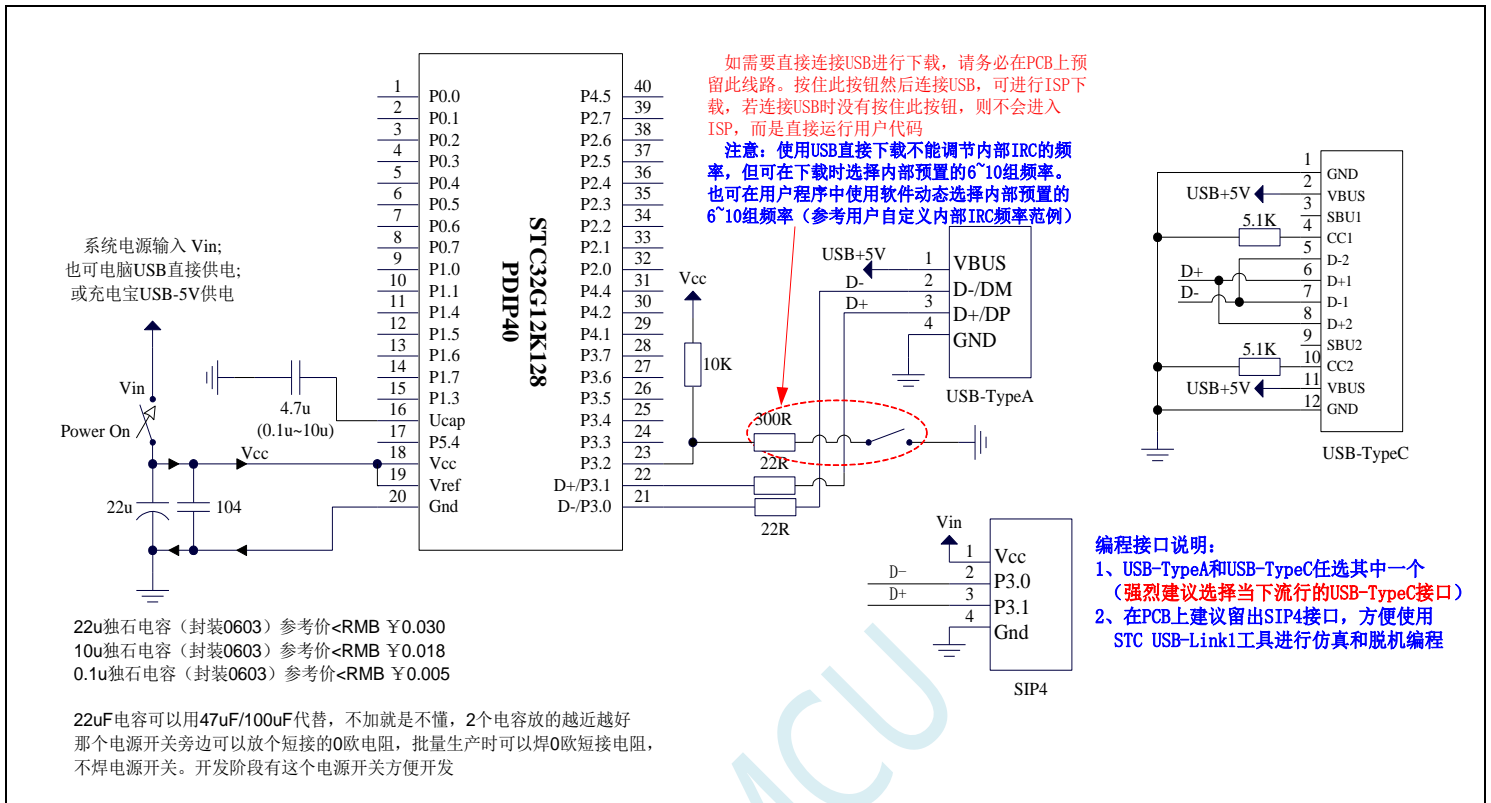 如需要直接连接USB进行下载，请务必在PCB上预
留此线路。按住此按钮然后连接USB，可进行ISP下
载，若连接USB时没有按住此按钮，则不会进入
ISP，而是直接运行用户代码
注意：使用USB直接下载不能调节内部IRC的频
率，但可在下载时选择内部预置的6~10组频率。
也可在用户程序中使用软件动态选择内部预置的
6~10组频率（参考用户自定义内部IRC频率范例）
系统电源输入 Vin;
也可电脑USB直接供电;
或充电宝USB-5V供电
Vin
Power On
Vcc
22u
104
4.7u
(0.1u~10u)
STC32G12K128
PDIP40
1 P0.0
2 P0.1
3 P0.2
4 P0.3
5 P0.4
6 P0.5
7 P0.6
8 P0.7
9 P1.0
10 P1.1
11 P1.4
12 P1.5
13 P1.6
14 P1.7
15 P1.3
16 Ucap
17 P5.4
18 Vcc
19 Vref
20 Gnd
P4.5 40
P2.7 39
P2.6 38
P2.5 37
P2.4 36
P2.3 35
P2.2 34
P2.1 33
P2.0 32
P4.4 31
P4.2 30
P4.1 29
P3.7 28
P3.6 27
P3.5 26
P3.4 25
P3.3 24
P3.2 23
D+/P3.1 22
D-/P3.0 21
Vcc
10K
300R
22R
22R
USB+5V
D-
D+
1 VBUS
2 D-/DM
3 D+/DP
4 GND
USB-TypeA
1 GND
2 VBUS
3 SBU1
4 CC1
5 D-2
6 D+1
7 D-1
8 D+2
9 SBU2
10 CC2
11 VBUS
12 GND
USB+5V
5.1K
D+
D-
5.1K
USB+5V
USB-TypeC
Vin
D-
D+
1 Vcc
2 P3.0
3 P3.1
4 Gnd
SIP4
编程接口说明：
1、USB-TypeA和USB-TypeC任选其中一个
（强烈建议选择当下流行的USB-TypeC接口）
2、在PCB上建议留出SIP4接口，方便使用
STC USB-Link1工具进行仿真和脱机编程
22u独石电容（封装0603）参考价<RMB ￥0.030
10u独石电容（封装0603）参考价<RMB ￥0.018
0.1u独石电容（封装0603）参考价<RMB ￥0.005
22uF电容可以用47uF/100uF代替，不加就是不懂，2个电容放的越近越好
那个电源开关旁边可以放个短接的0欧电阻，批量生产时可以焊0欧短接电阻，
不焊电源开关。开发阶段有这个电源开关方便开发
MCU